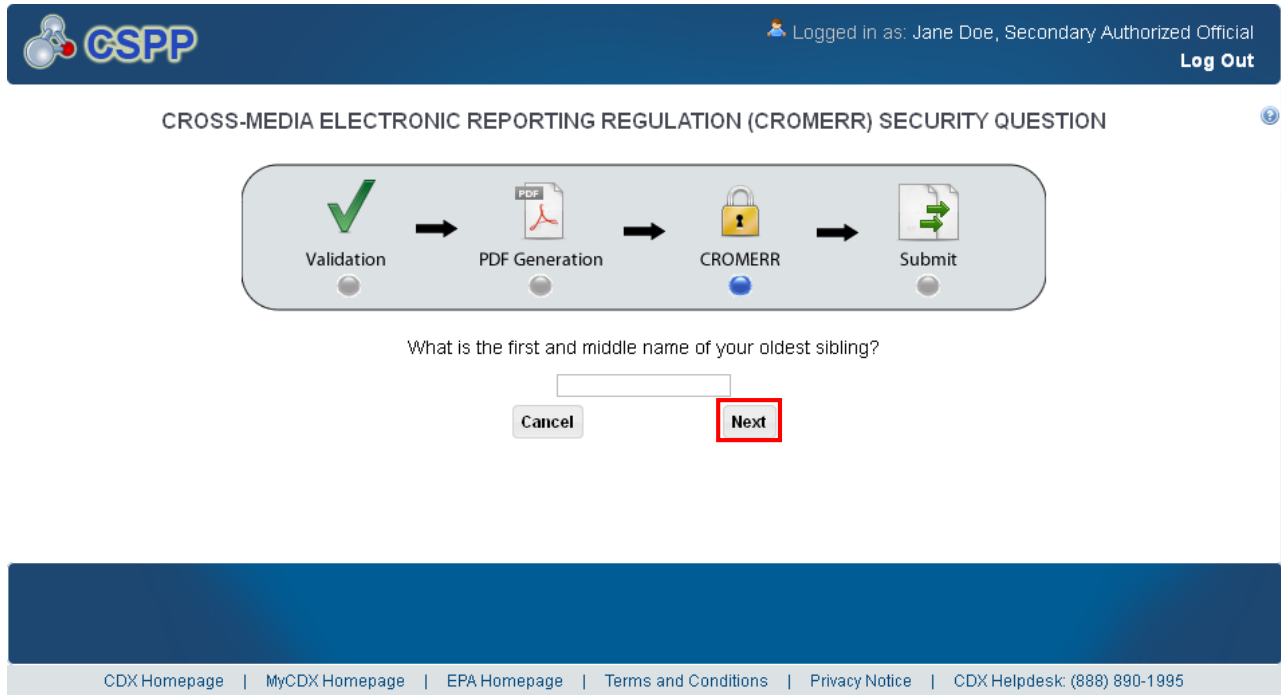 CSPP
Logged in as: Jane Doe, Secondary Authorized Official
Log Out
CROSS-MEDIA ELECTRONIC REPORTING REGULATION (CROMERR) SECURITY QUESTION
PDF
Validation
PDF Generation
CROMERR
Submit
What is the first and middle name of your oldest sibling?
Cancel
Next
CDX Homepage | MyCDX Homepage | EPA Homepage | Terms and Conditions | Privacy Notice | CDX Helpdesk: (888) 890-1995